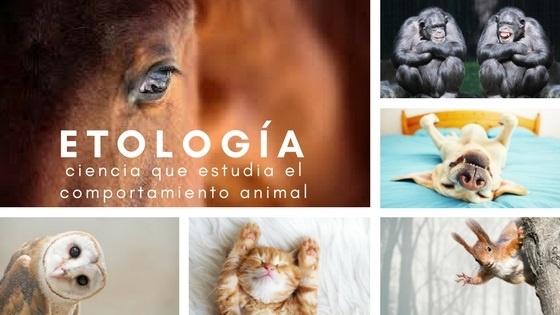 ETOLOGÍA
ciencia que estudia el
comportamiento animal